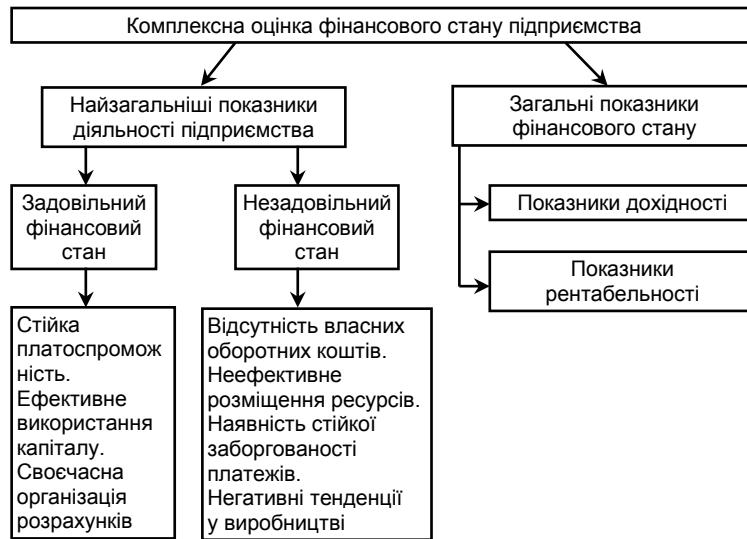 Комплексна оцінка фінансового стану підприємства
Найзагальніші показники
діяльності підприємства
Загальні показники
фінансового стану
Задовільний
фінансовий
стан
Незадовільний
фінансовий
стан
Показники дохідності
Показники
рентабельності
Стійка
платоспромож
ність.
Ефективне
використання
капіталу.
Своєчасна
організація
розрахунків
Відсутність власних
оборотних коштів.
Неефективне
розміщення ресурсів.
Наявність стійкої
заборгованості
платежів.
Негативні тенденції
у виробництві